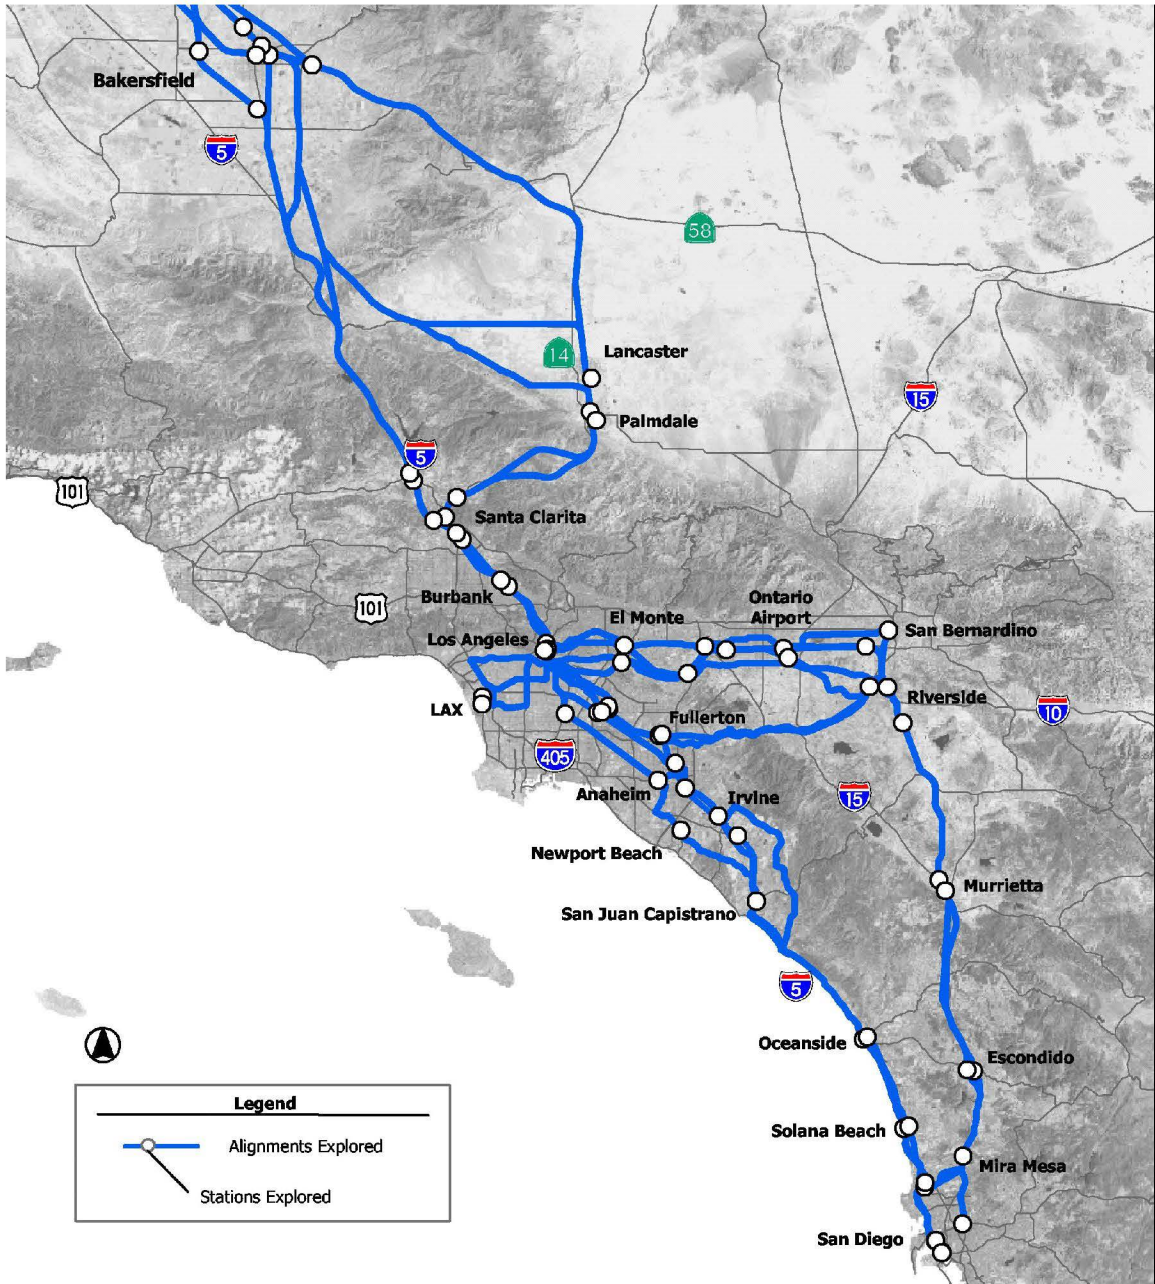 Bakersfield
5
58
14
Lancaster
15
Palmdale
5
101
Santa Clarita
101
Burbank
Ontario
Airport
El Monte
Los Angeles
San Bernardino
Riverside
LAX
10
Fullerton
405
Anaheim
Irvine
15
Newport Beach
Murrietta
San Juan Capistrano
5
Oceanside
Escondido
Legend
Alignments Explored
Stations Explored
Solana Beach
Mira Mesa
San Diego